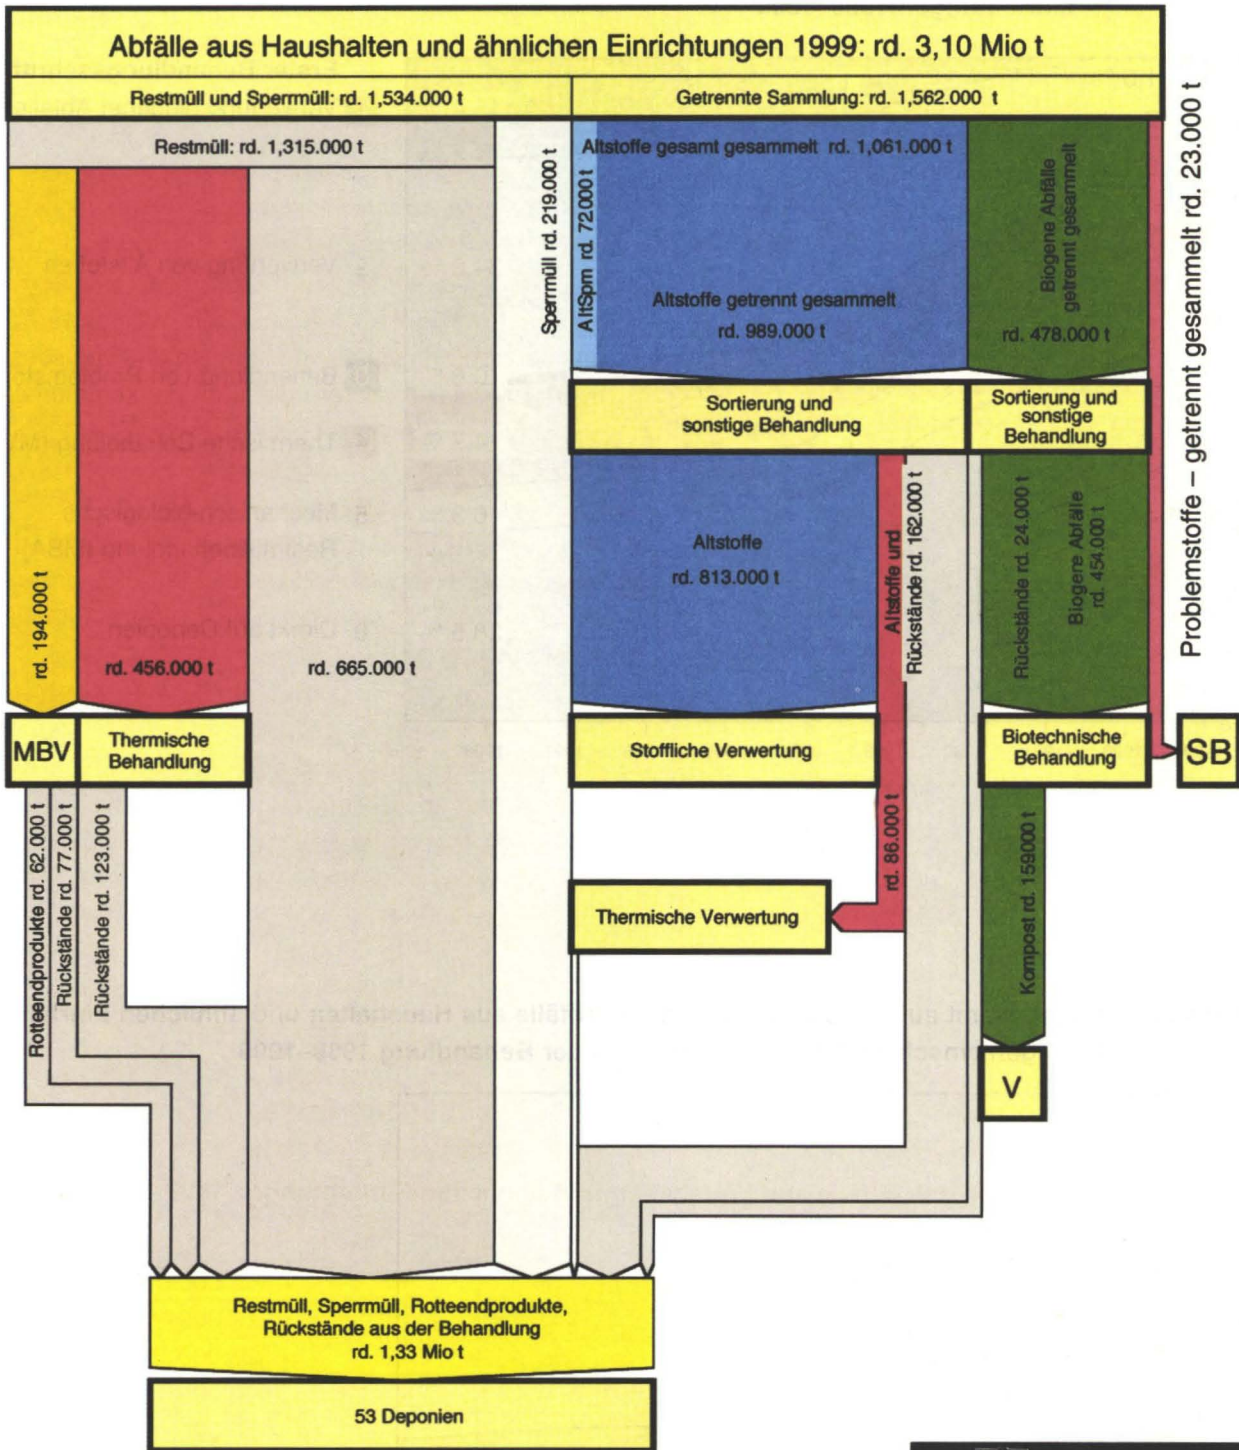 Abfälle aus Haushalten und ähnlichen Einrichtungen 1999: rd. 3,10 Mio t
Restmüll und Sperrmüll: rd. 1,534.000 t
Getrennte Sammlung: rd. 1,562.000 t
Restmüll: rd. 1,315.000 t
Sperrmüll rd. 219.000 t
AltSpm rd. 72000 t
Altstoffe gesamt gesammelt rd. 1,061.000 t
Altstoffe getrennt gesammelt
rd. 989.000 t
Biogene Abfälle
getrennt gesammelt
rd. 478.000 t
Problemstoffe – getrennt gesammelt rd. 23.000 t
Sortierung und
sonstige Behandlung
Sortierung und
sonstige
Behandlung
rd. 194.000 t
rd. 456.000 t
rd. 665.000 t
Altstoffe
rd. 813.000 t
Altstoffe und
Rückstände rd. 162.000 t
Rückstände rd. 24.000 t
Biogene Abfälle
rd. 454.000 t
MBV
Thermische
Behandlung
Stoffliche Verwertung
Biotechnische
Behandlung
SB
Rotteendprodukte rd. 62.000 t
Rückstände rd. 77.000 t
Rückstände rd. 123.000 t
rd. 86.000 t
Thermische Verwertung
Kompost rd. 159000 t
V
Restmüll, Sperrmüll, Rotteendprodukte,
Rückstände aus der Behandlung
rd. 1,33 Mio t
53 Deponien